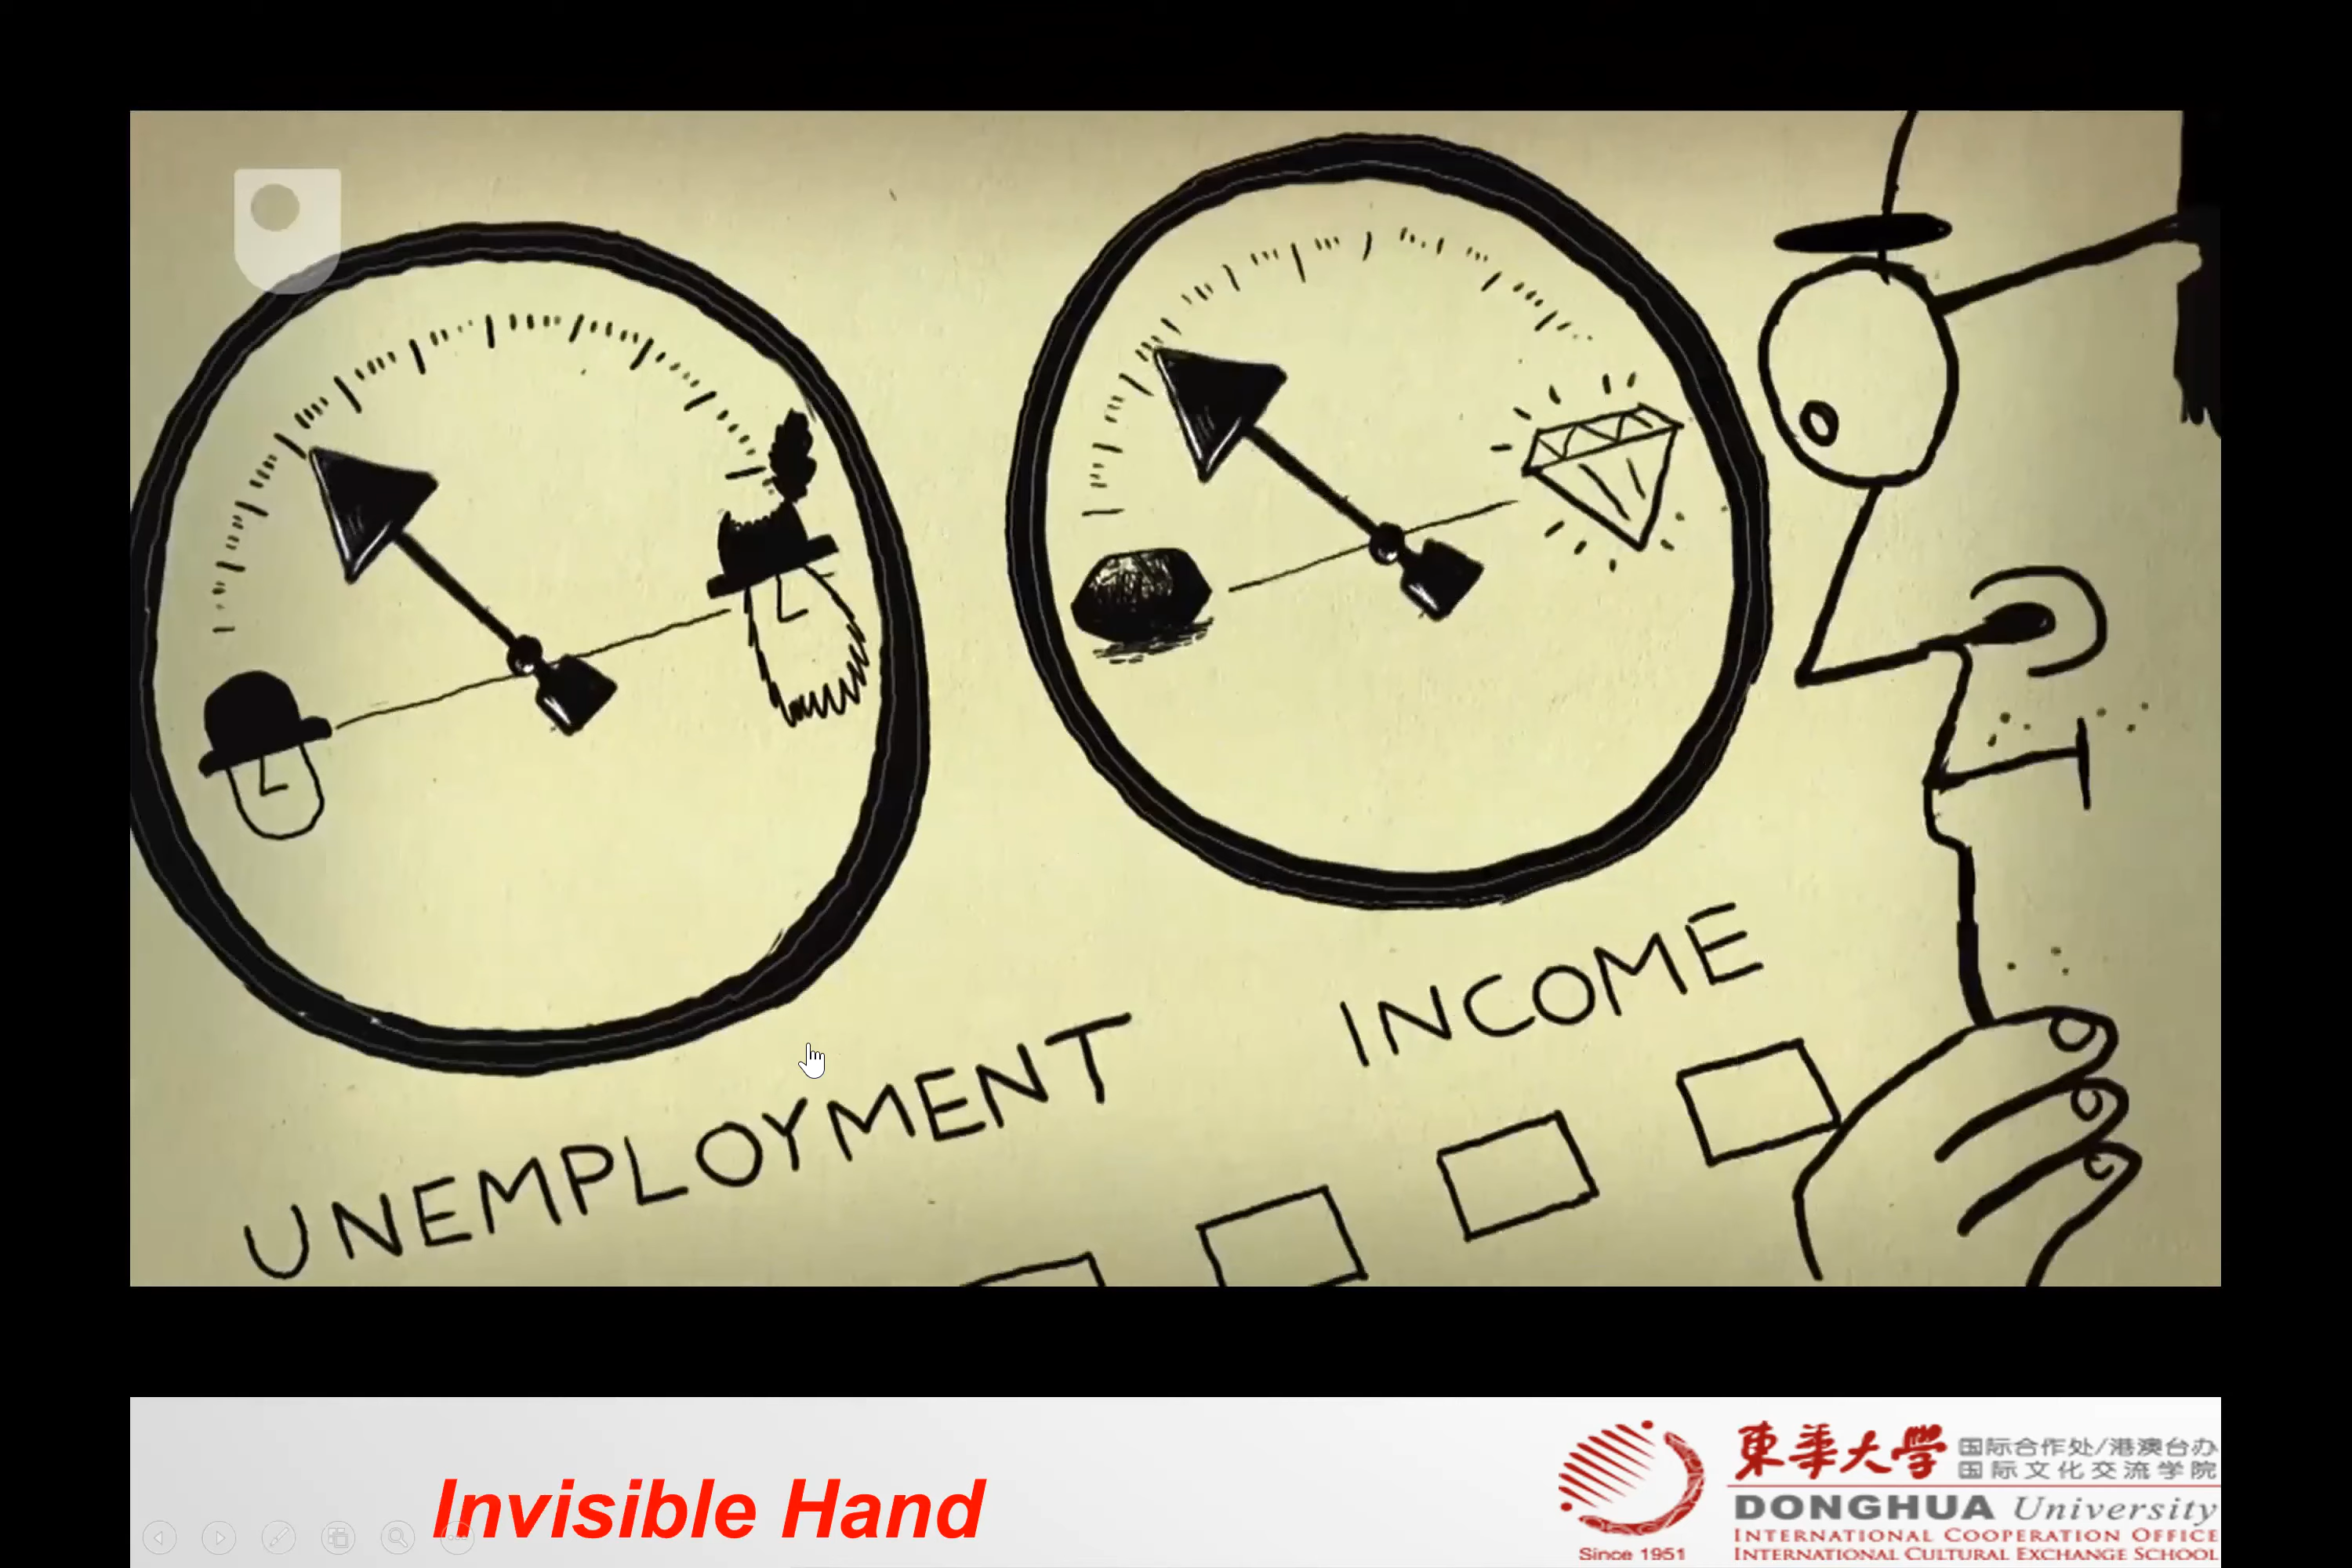 UNEMPLOYMENT
INCOME
Invisible Hand
東華大學
国际合作处/港澳台办
国际文化交流学院
DONGHUA University
INTERNATIONAL COOPERATION OFFICE
INTERNATIONAL CULTURAL EXCHANGE SCHOOL
Since 1951